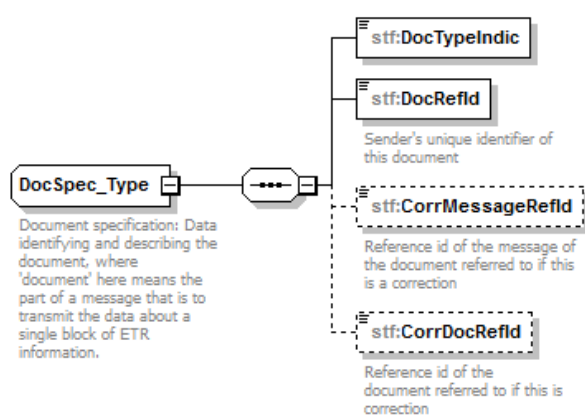 stf:DocTypeIndic
stf:DocRefId
Sender's unique identifier of
this document
DocSpec_Type
Document specification: Data
identifying and describing the
document, where
'document' here means the
part of a message that is to
transmit the data about a
single block of ETR
information.
stf:CorrMessageRefId
Reference id of the message of
the document referred to if this
is a correction
stf:CorrDocRefId
Reference id of the
document referred to if this is
correction